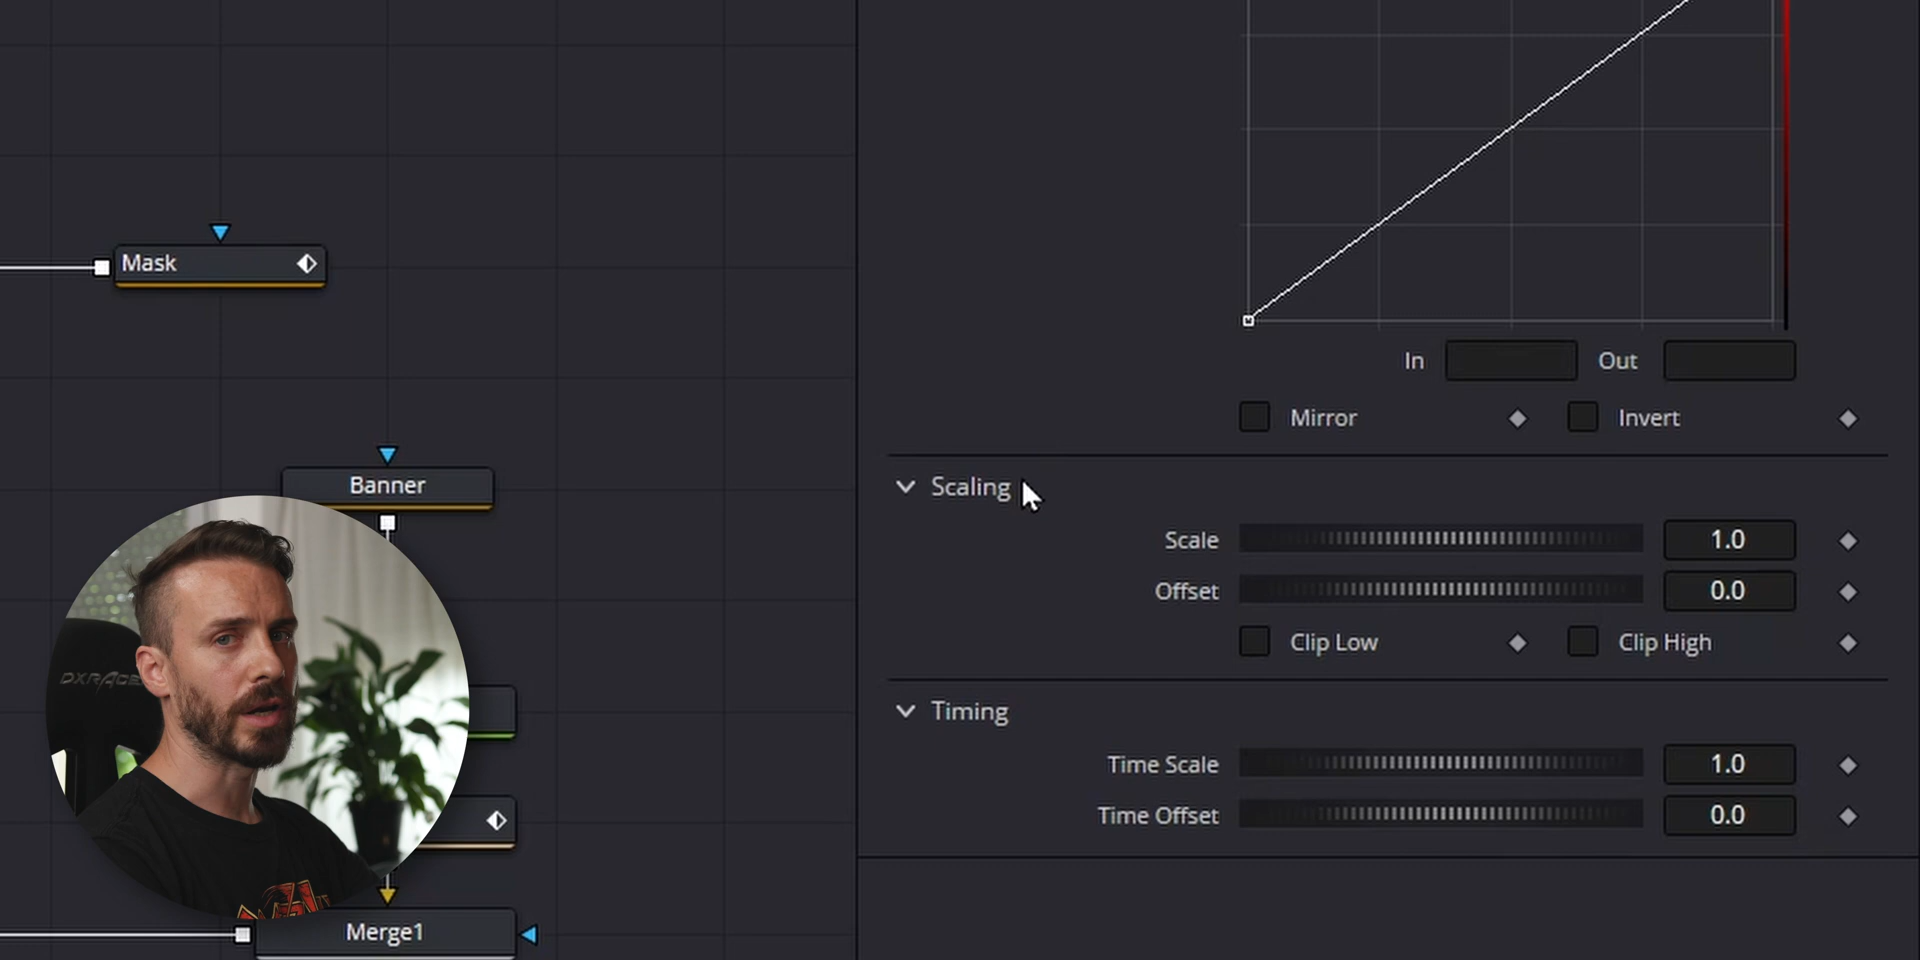 Mask
In
Out
Mirror
Invert
Scaling
Banner
Scale
1.0
Offset
0.0
Clip Low
Clip High
Timing
Time Scale
1.0
Time Offset
0.0
Merge1